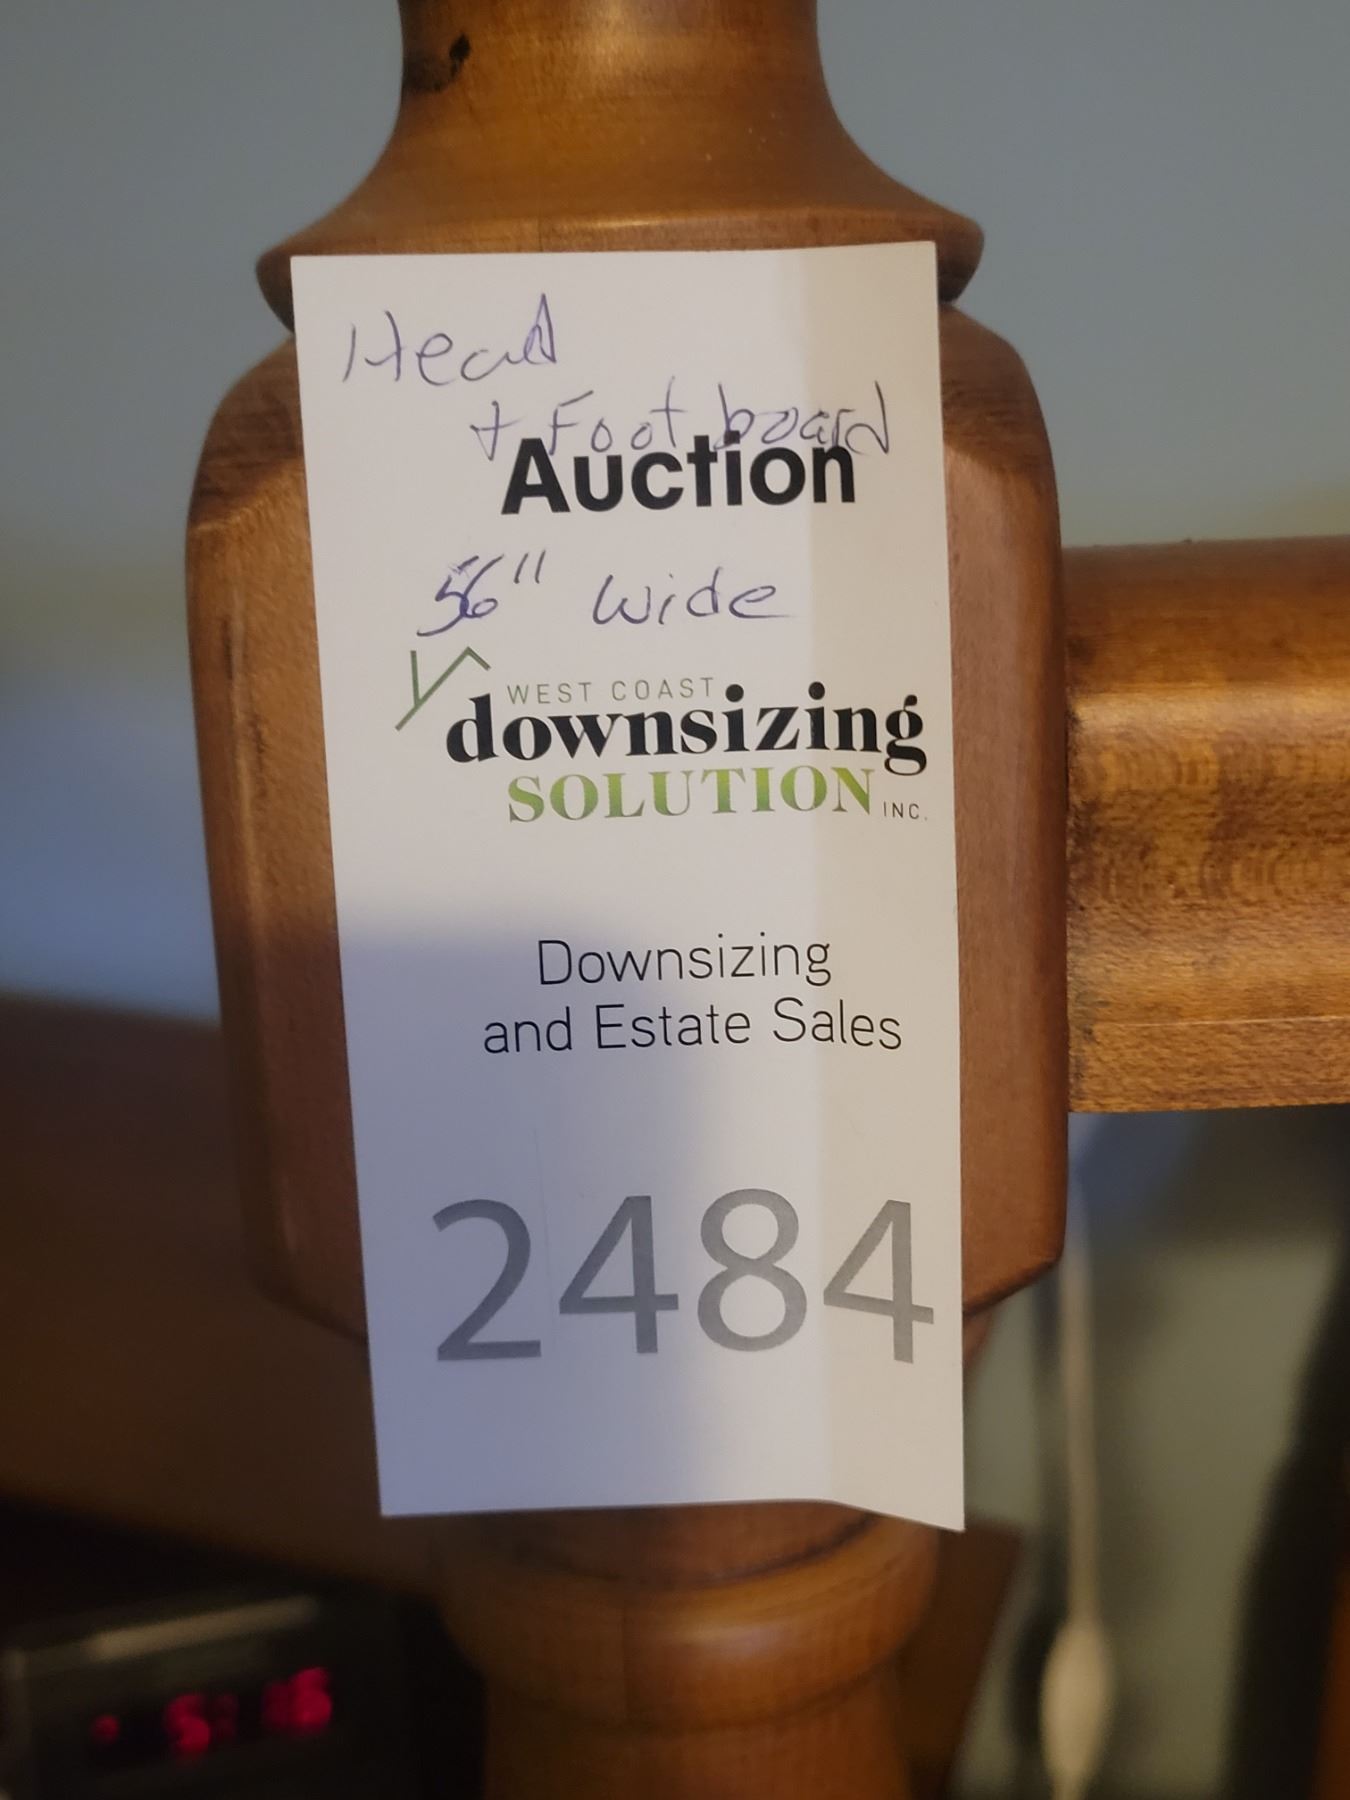 Head
+ Foot board
Auction
56" wide
WEST COAST
downsizing
SOLUTION INC.
Downsizing
and Estate Sales
2484